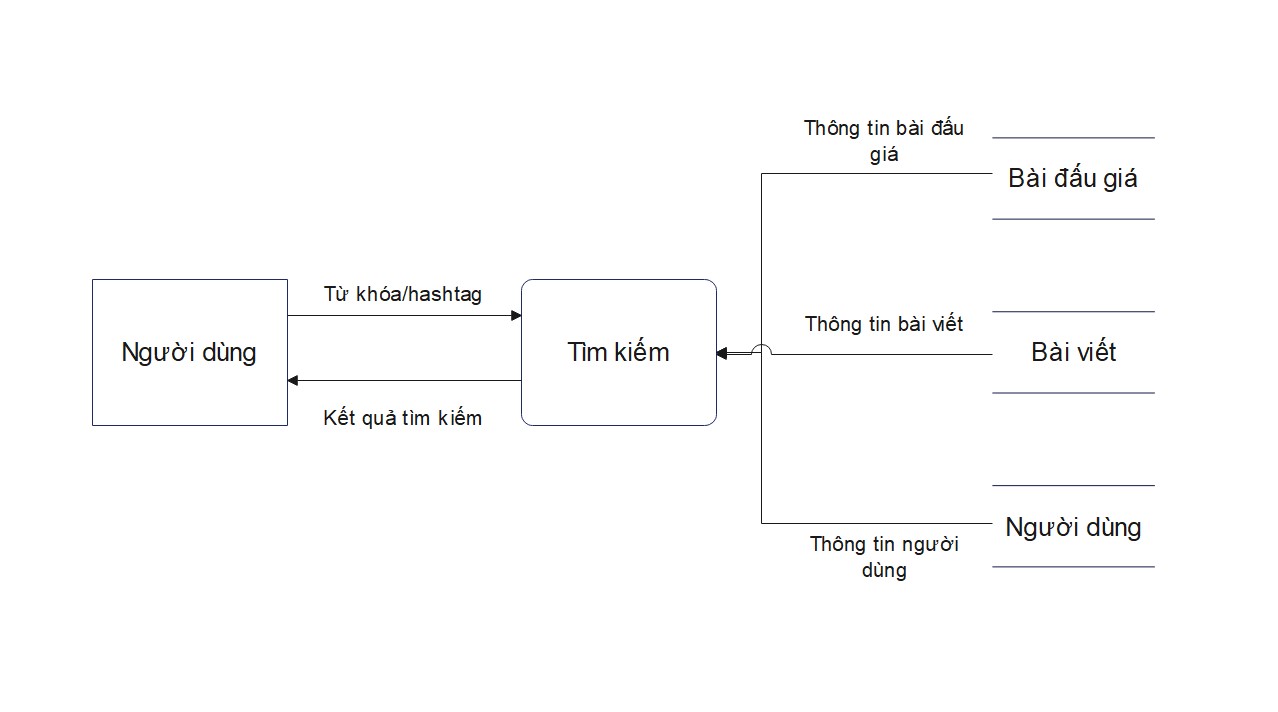 Thông tin bài đấu
giá
Bài đấu giá
Từ khóa/hashtag
Người dùng
Tìm kiếm
Thông tin bài viết
Bài viết
Kết quả tìm kiếm
Người dùng
Thông tin người
dùng